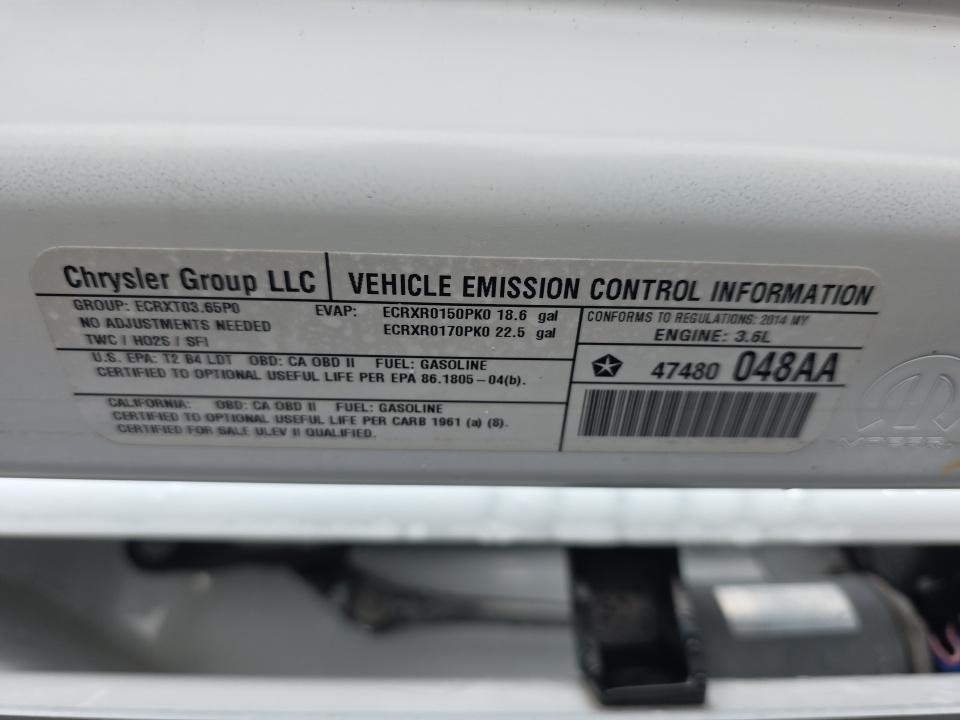 Chrysler Group LLC
VEHICLE EMISSION CONTROL INFORMATION
GROUP: ECRXT03.65P0
NO ADJUSTMENTS NEEDED
TWC / HO2S / SFI
EVAP: ECRXR0150PK0 18.6 gal
ECRXR0170PK0 22.5 gal
CONFORMS TO REGULATIONS: 2014 MY
ENGINE: 3.6L
U.S. EPA: T2 B4 LDT OBD: CA OBD II FUEL: GASOLINE
CERTIFIED TO OPTIONAL USEFUL LIFE PER EPA 86.1805-04(b).
47480 048AA
CALIFORNIA: OBD: CA OBD II FUEL: GASOLINE
CERTIFIED TO OPTIONAL USEFUL LIFE PER CARB 1961 (a) (8).
CERTIFIED FOR SALE ULEV II QUALIFIED.